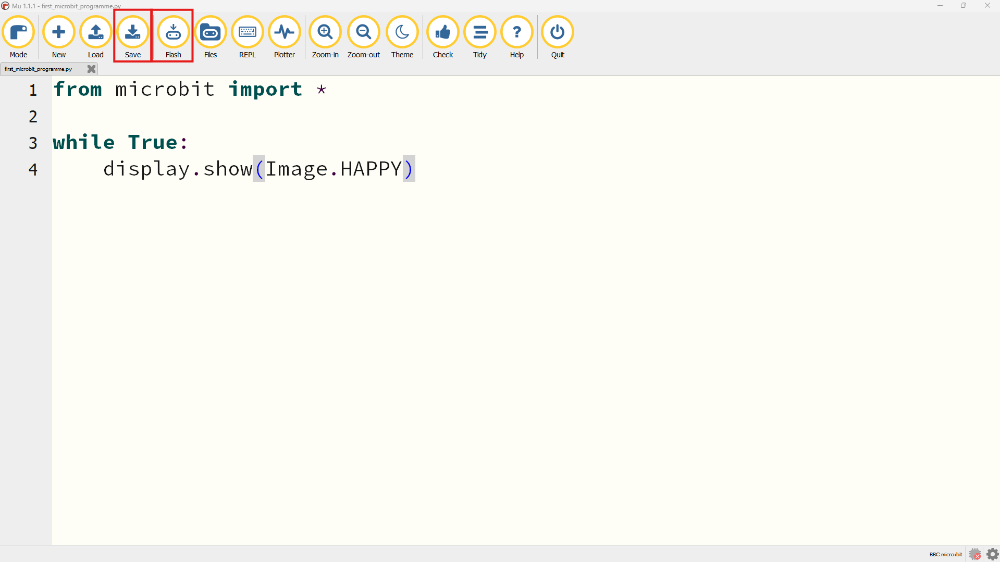 Mu 1.1.1 - first_microbit_programme.py
Mode New Load Save Flash Files REPL Plotter Zoom-in Zoom-out Theme Check Tidy Help Quit
first_microbit_programme.py
1 from microbit import *
2
3 while True:
4     display.show(Image.HAPPY)
BBC micro:bit